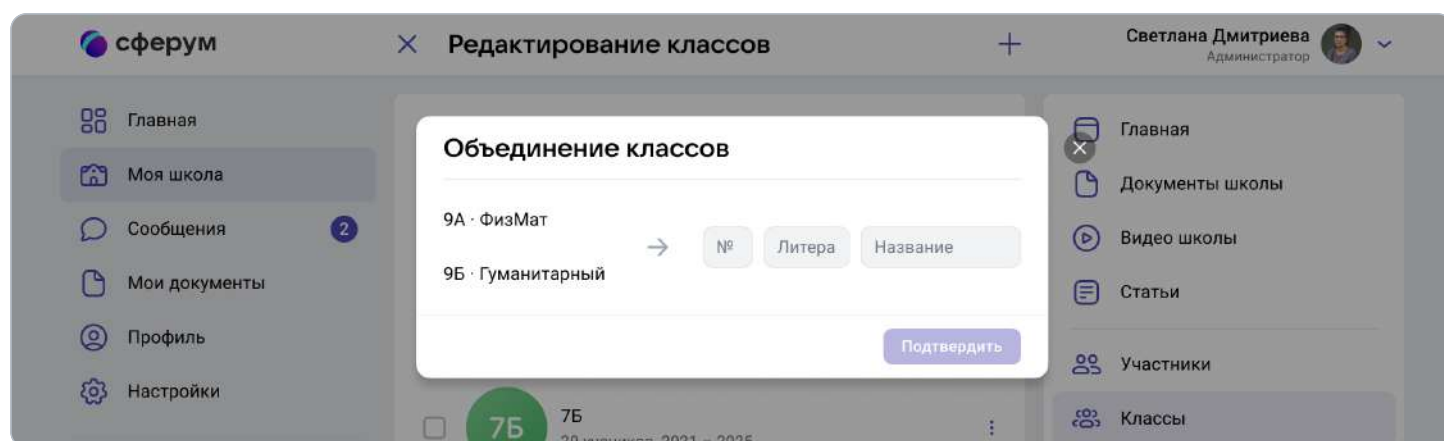 сферум
Редактирование классов
Светлана Дмитриева
Администратор
Главная
Моя школа
Сообщения
2
Мои документы
Профиль
Настройки
Объединение классов
9А · ФизМат
9Б · Гуманитарный
№
Литера
Название
Подтвердить
7Б
7Б
Главная
Документы школы
Видео школы
Статьи
Участники
Классы